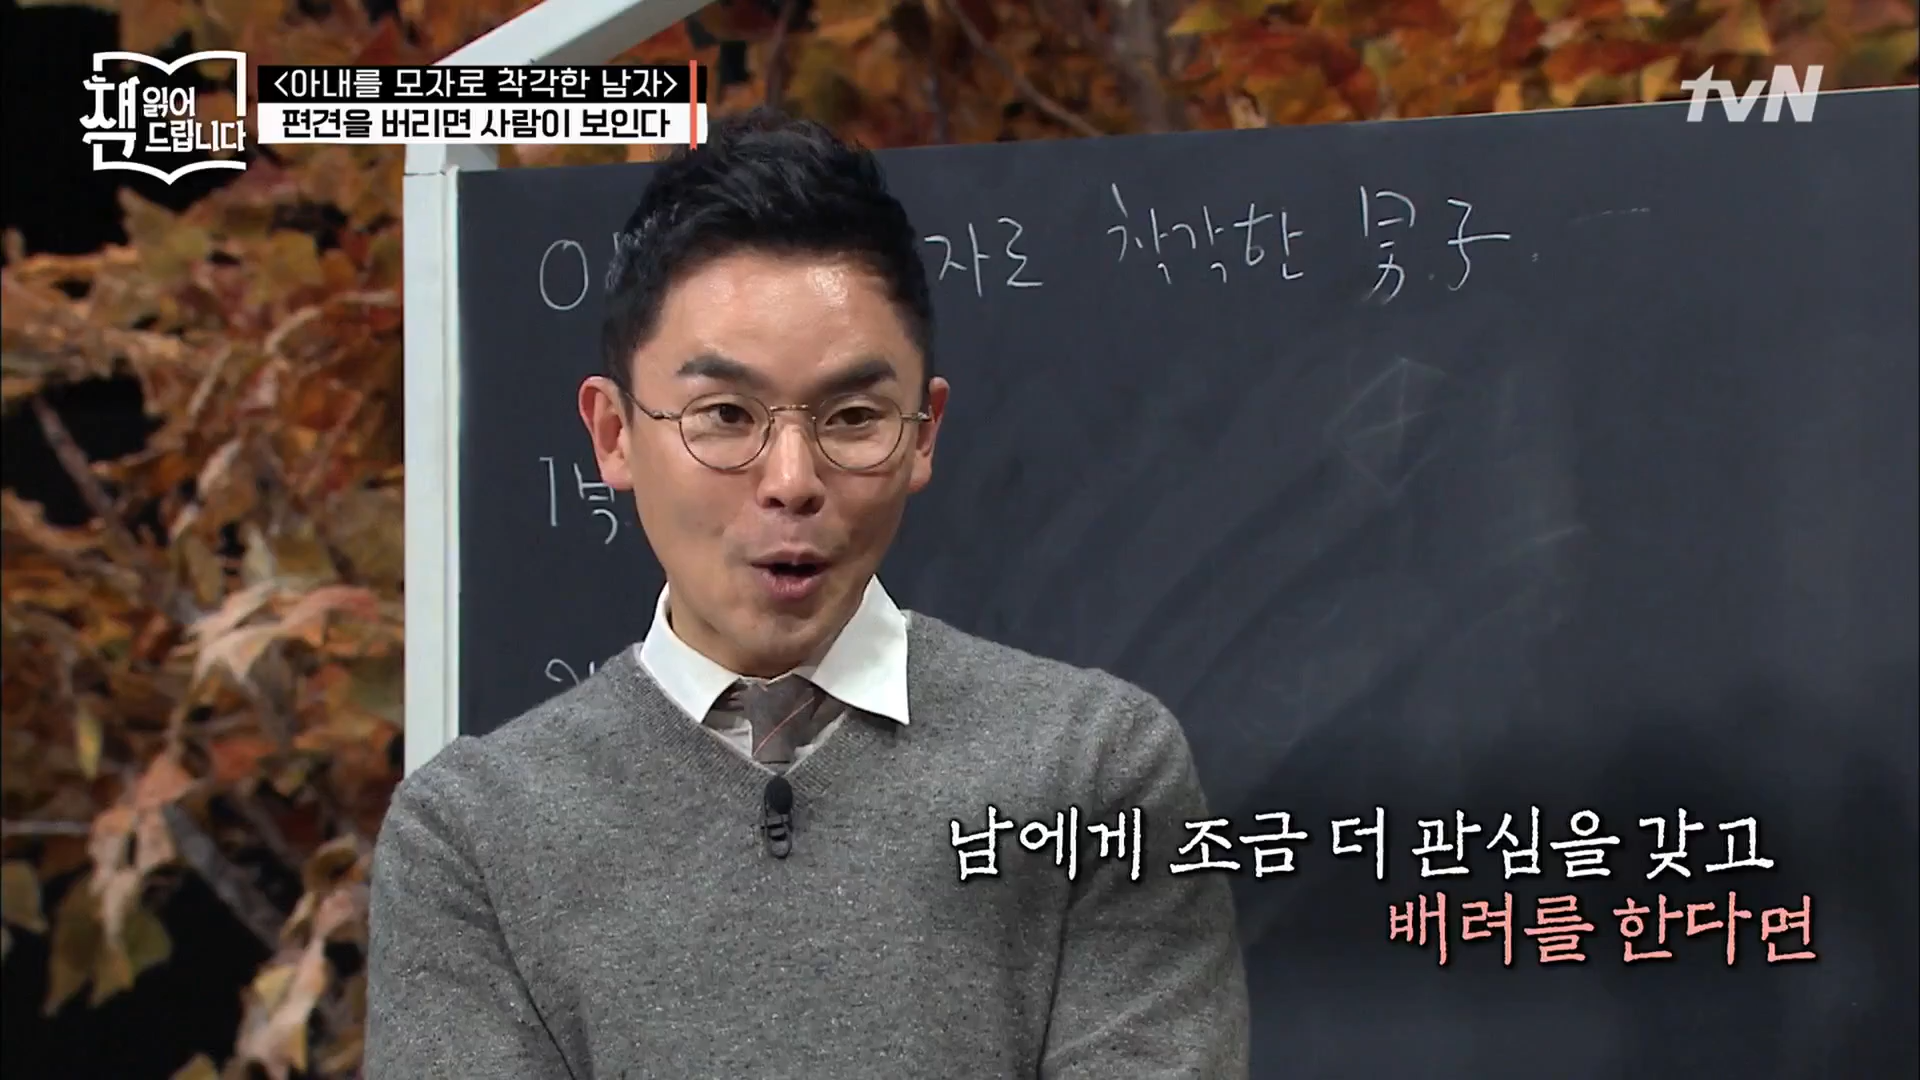 책 읽어
드립니다
<아내를 모자로 착각한 남자>
편견을 버리면 사람이 보인다
tvN
자로 착각한 男子
1부
남에게 조금 더 관심을 갖고
배려를 한다면